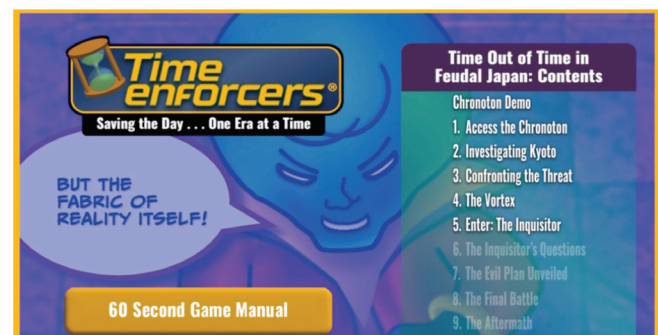 Time
enforcers®
Saving the Day . . . One Era at a Time
BUT THE
FABRIC OF
REALITY ITSELF!
60 Second Game Manual
Time Out of Time in
Feudal Japan: Contents
Chronoton Demo
1. Access the Chronoton
2. Investigating Kyoto
3. Confronting the Threat
4. The Vortex
5. Enter: The Inquisitor
6. The Inquisitor's Questions
7. The Evil Plan Unveiled
8. The Final Battle
9. The Aftermath